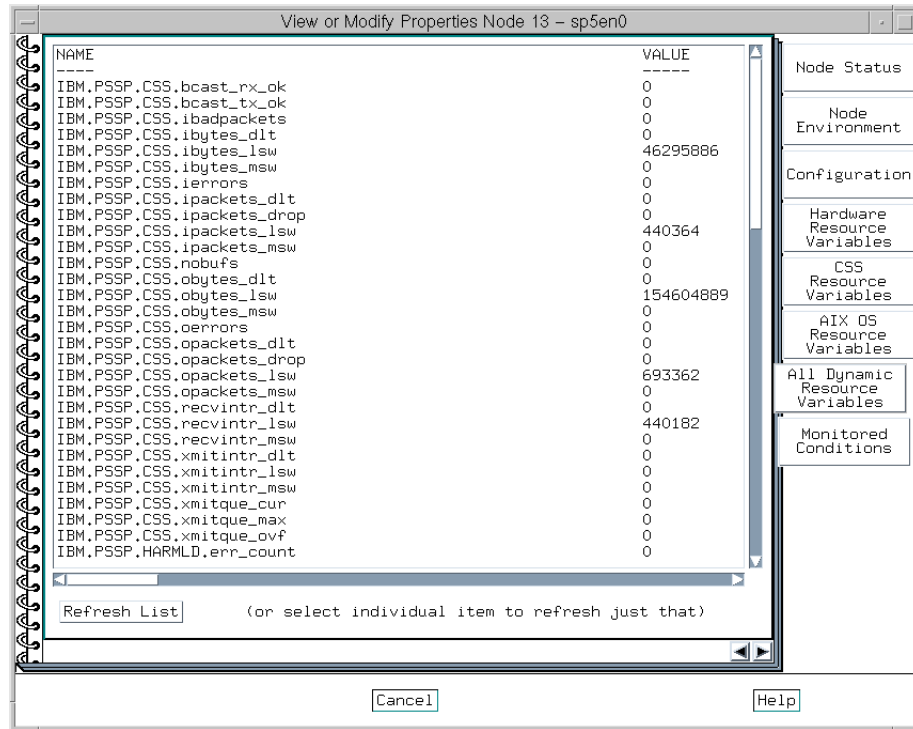 View or Modify Properties Node 13 – sp5en0
NAME VALUE
---- -----
IBM.PSSP.CSS.bcast_rx_ok 0
IBM.PSSP.CSS.bcast_tx_ok 0
IBM.PSSP.CSS.ibadpackets 0
IBM.PSSP.CSS.ibytes_dlt 0
IBM.PSSP.CSS.ibytes_lsw 46295886
IBM.PSSP.CSS.ibytes_msw 0
IBM.PSSP.CSS.ierrors 0
IBM.PSSP.CSS.ipackets_dlt 0
IBM.PSSP.CSS.ipackets_drop 0
IBM.PSSP.CSS.ipackets_lsw 440364
IBM.PSSP.CSS.ipackets_msw 0
IBM.PSSP.CSS.nobufs 0
IBM.PSSP.CSS.obytes_dlt 0
IBM.PSSP.CSS.obytes_lsw 154604889
IBM.PSSP.CSS.obytes_msw 0
IBM.PSSP.CSS.oerrors 0
IBM.PSSP.CSS.opackets_dlt 0
IBM.PSSP.CSS.opackets_drop 0
IBM.PSSP.CSS.opackets_lsw 693362
IBM.PSSP.CSS.opackets_msw 0
IBM.PSSP.CSS.recvintr_dlt 0
IBM.PSSP.CSS.recvintr_lsw 440182
IBM.PSSP.CSS.recvintr_msw 0
IBM.PSSP.CSS.xmitintr_dlt 0
IBM.PSSP.CSS.xmitintr_lsw 0
IBM.PSSP.CSS.xmitintr_msw 0
IBM.PSSP.CSS.xmitque_cur 0
IBM.PSSP.CSS.xmitque_max 0
IBM.PSSP.CSS.xmitque_ovf 0
IBM.PSSP.HARMLD.err_count 0
Refresh List (or select individual item to refresh just that)
Node Status
Node
Environment
Configuration
Hardware
Resource
Variables
CSS
Resource
Variables
AIX OS
Resource
Variables
All Dynamic
Resource
Variables
Monitored
Conditions
Cancel Help